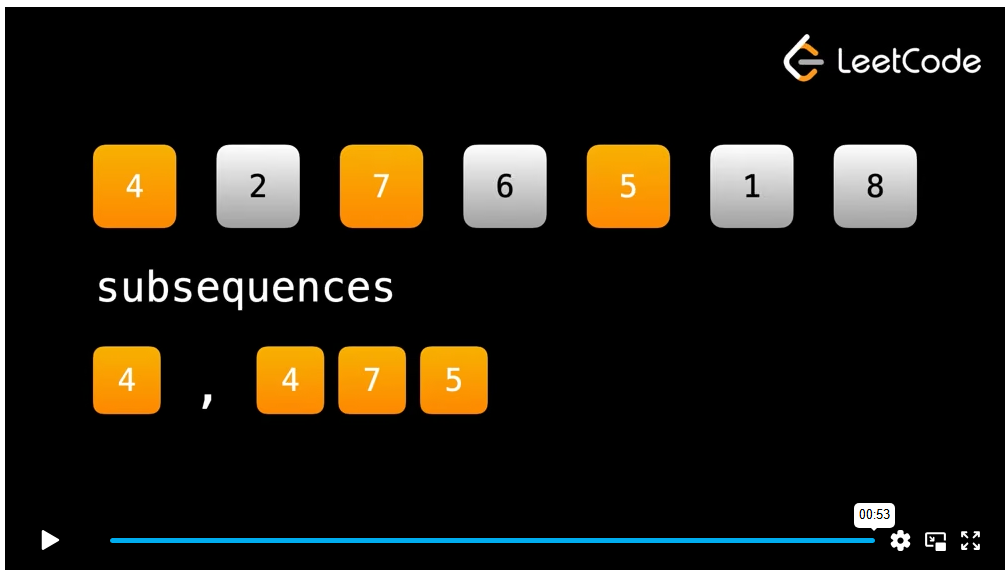 LeetCode
4 2 7 6 5 1 8
subsequences
4 , 4 7 5
00:53